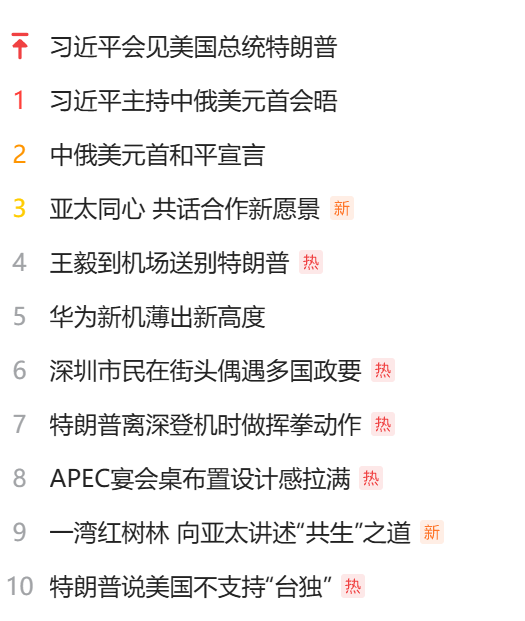 习近平会见美国总统特朗普
1 习近平主持中俄美元首会晤
2 中俄美元首和平宣言
3 亚太同心 共话合作新愿景 新
4 王毅到机场送别特朗普 热
5 华为新机薄出新高度
6 深圳市民在街头偶遇多国政要 热
7 特朗普离深登机时做挥拳动作 热
8 APEC宴会桌布置设计感拉满 热
9 一湾红树林 向亚太讲述“共生”之道 新
10 特朗普说美国不支持“台独” 热